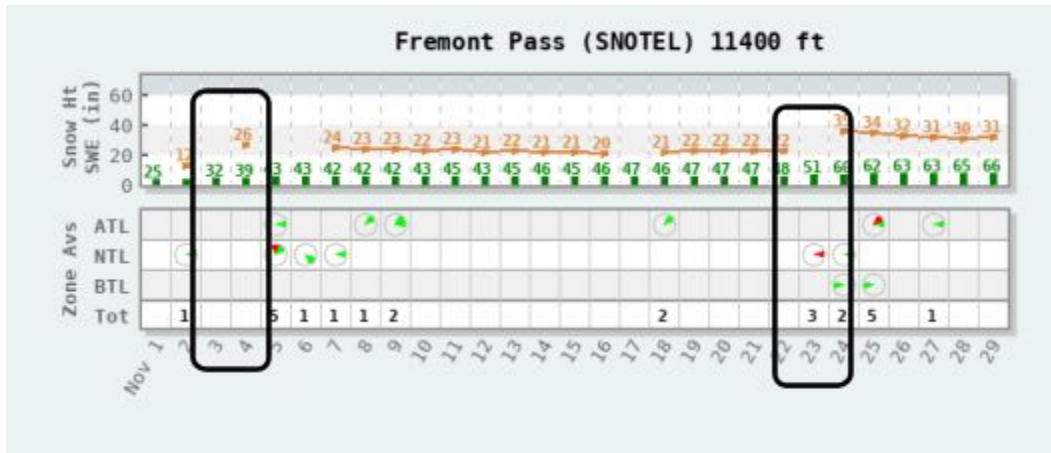 Fremont Pass (SNOTEL) 11400 ft
Snow Ht
SWE (in)
60
40
20
0
12 26 24 23 23 22 23 21 22 21 21 20 21 22 22 22 22 35 34 32 31 30 31
25 32 39 43 43 42 42 42 43 45 43 45 46 45 46 47 46 47 47 47 48 51 60 62 63 63 65 66
Zone Avs
ATL
NTL
BTL
Tot 1 5 1 1 1 2 2 3 2 5 1
Nov 1 2 3 4 5 6 7 8 9 10 11 12 13 14 15 16 17 18 19 20 21 22 23 24 25 26 27 28 29